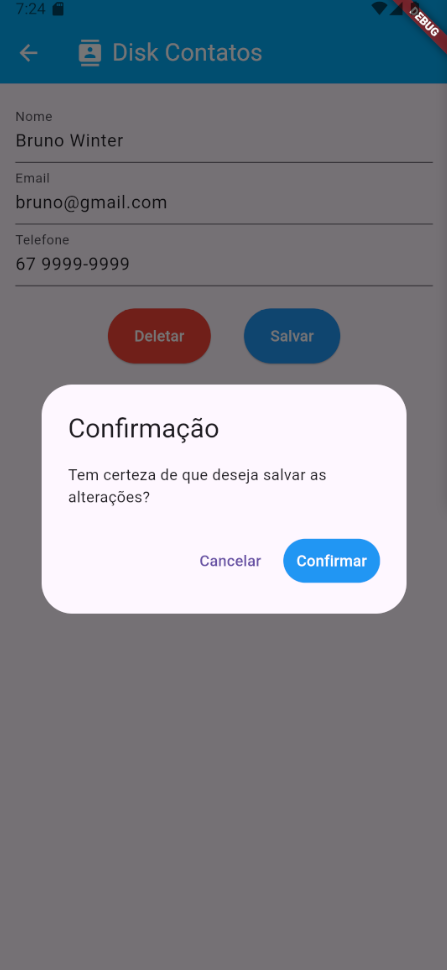 7:24
DEBUG
Disk Contatos
Nome
Bruno Winter
Email
bruno@gmail.com
Telefone
67 9999-9999
Deletar
Salvar
Confirmação
Tem certeza de que deseja salvar as
alterações?
Cancelar
Confirmar